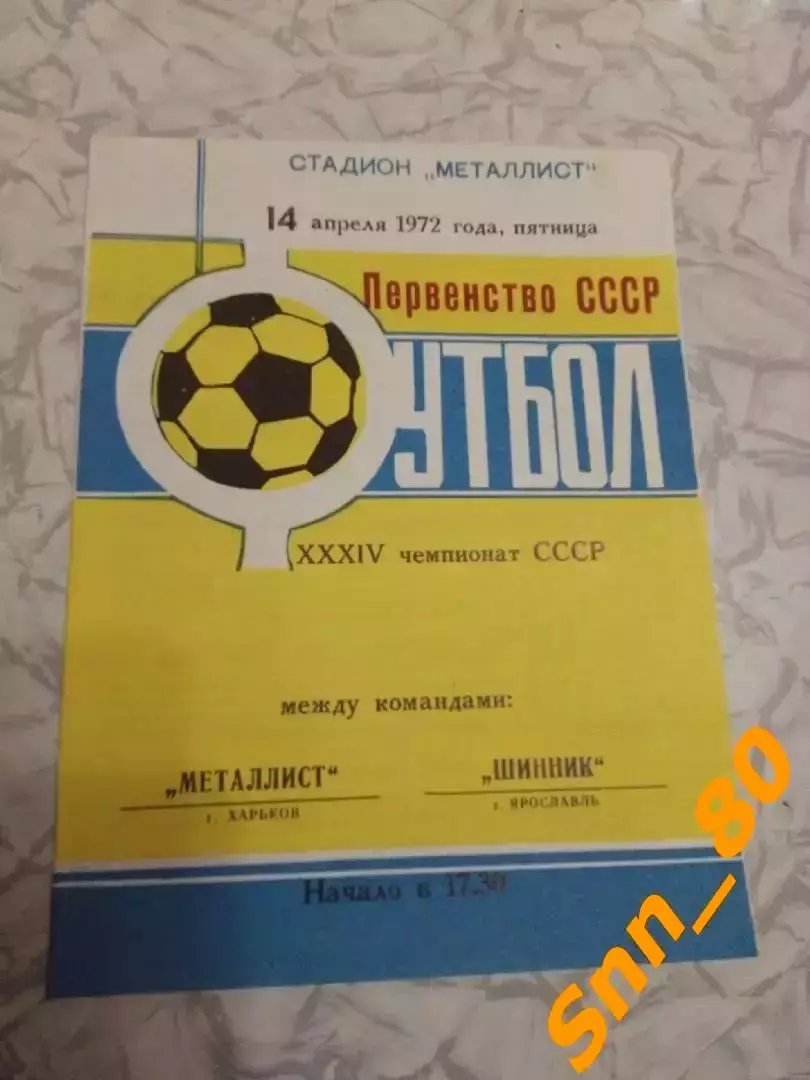 СТАДИОН „МЕТАЛЛИСТ"
14 апреля 1972 года, пятница
Первенство СССР
ФУТБОЛ
XXXIV чемпионат СССР
между командами:
„МЕТАЛЛИСТ" „ШИННИК"
г. ХАРЬКОВ г. ЯРОСЛАВЛЬ
Начало в 17.30
Snn_80